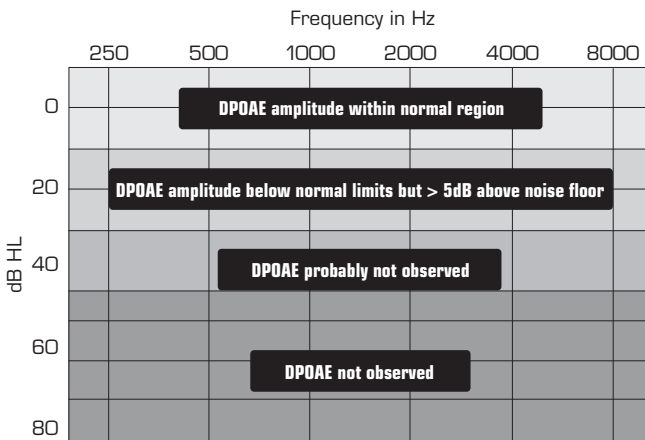 Frequency in Hz
250 500 1000 2000 4000 8000
0 DPOAE amplitude within normal region
20 DPOAE amplitude below normal limits but > 5dB above noise floor
dB HL
40 DPOAE probably not observed
60 DPOAE not observed
80